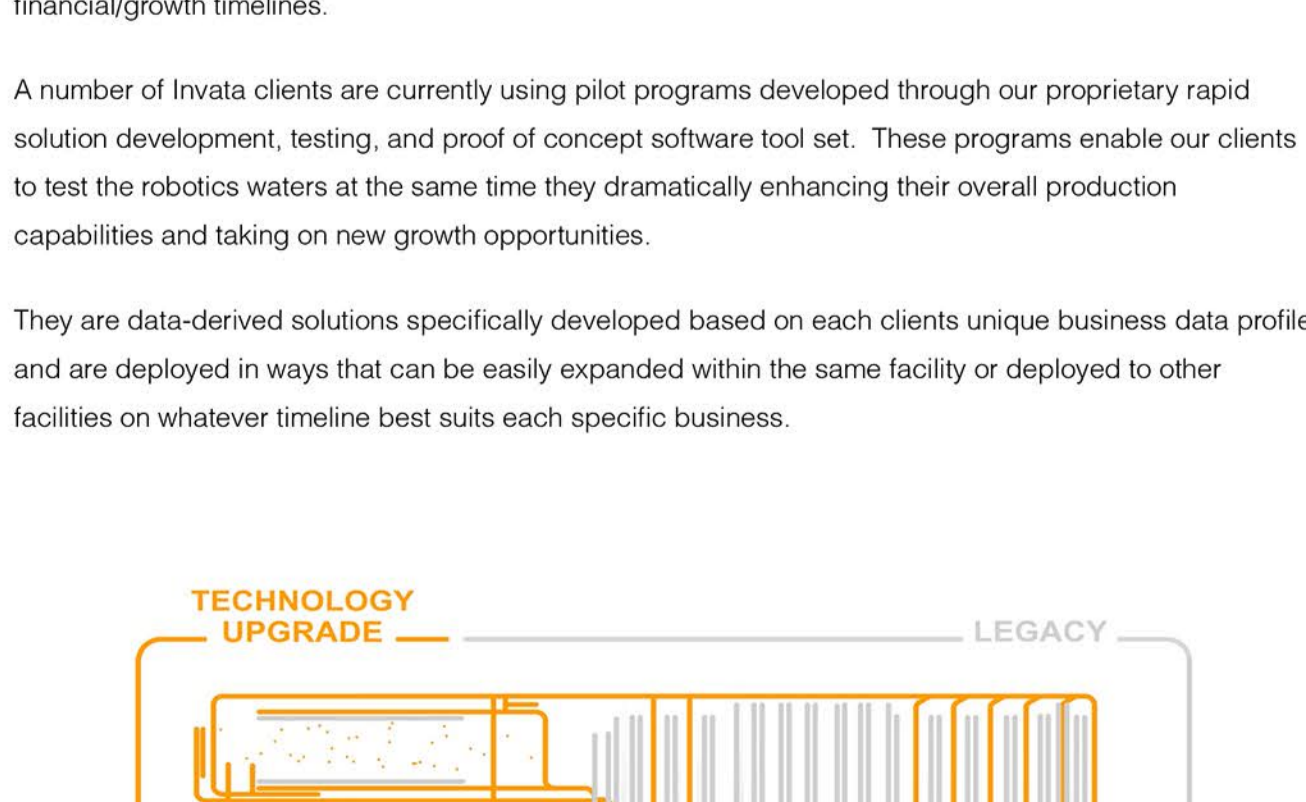 financial/growth timelines.
A number of Invata clients are currently using pilot programs developed through our proprietary rapid
solution development, testing, and proof of concept software tool set.  These programs enable our clients
to test the robotics waters at the same time they dramatically enhancing their overall production
capabilities and taking on new growth opportunities.
They are data-derived solutions specifically developed based on each clients unique business data profile
and are deployed in ways that can be easily expanded within the same facility or deployed to other
facilities on whatever timeline best suits each specific business.
TECHNOLOGY
UPGRADE
LEGACY